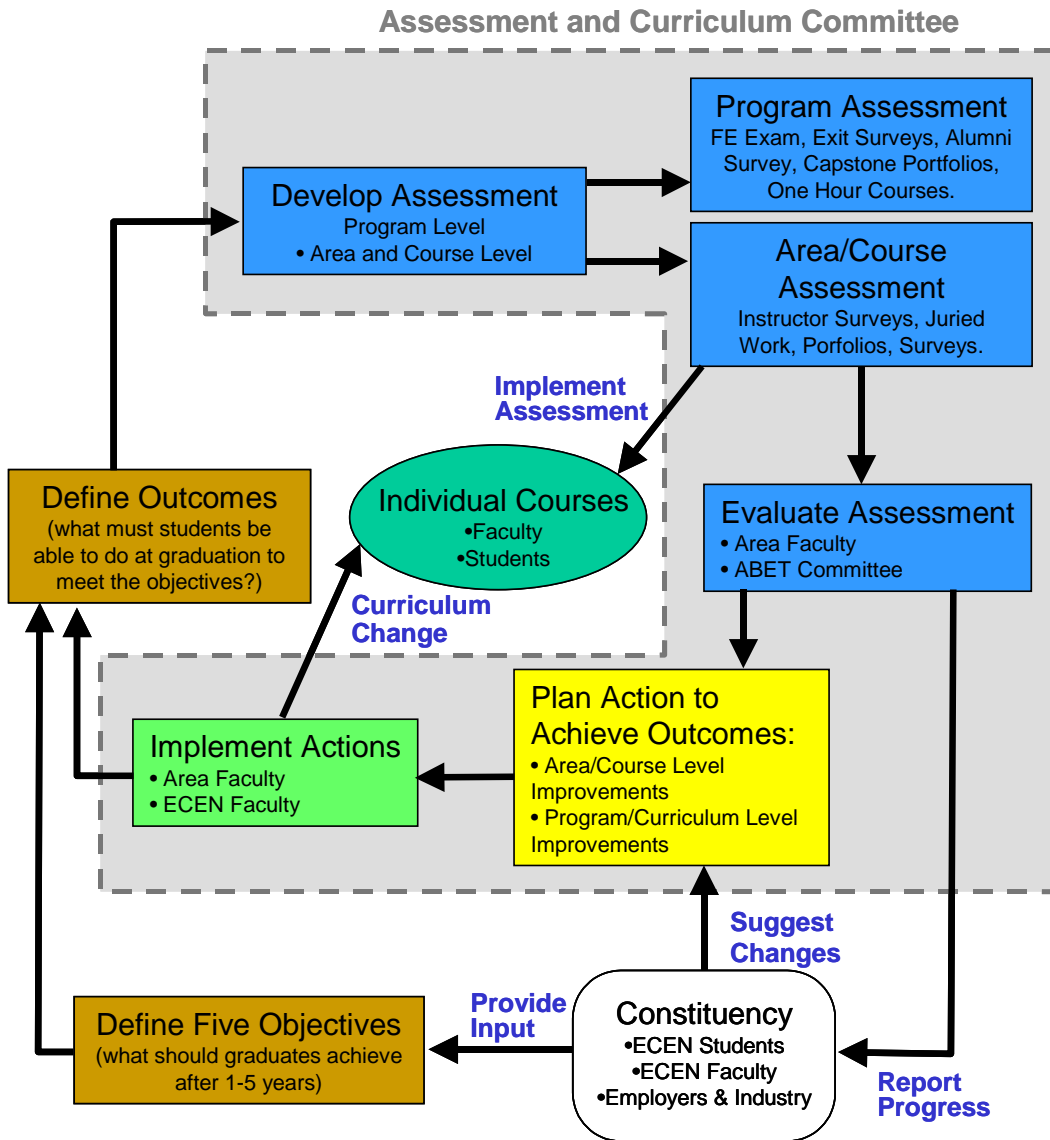 Assessment and Curriculum Committee
Program Assessment
FE Exam, Exit Surveys, Alumni
Survey, Capstone Portfolios,
One Hour Courses.
Develop Assessment
Program Level
• Area and Course Level
Area/Course
Assessment
Instructor Surveys, Juried
Work, Porfolios, Surveys.
Implement
Assessment
Define Outcomes
(what must students be
able to do at graduation to
meet the objectives?)
Individual Courses
•Faculty
•Students
Evaluate Assessment
• Area Faculty
• ABET Committee
Curriculum
Change
Plan Action to
Achieve Outcomes:
• Area/Course Level
Improvements
• Program/Curriculum Level
Improvements
Implement Actions
• Area Faculty
• ECEN Faculty
Suggest
Changes
Define Five Objectives
(what should graduates achieve
after 1-5 years)
Provide
Input
Constituency
•ECEN Students
•ECEN Faculty
•Employers & Industry
Report
Progress